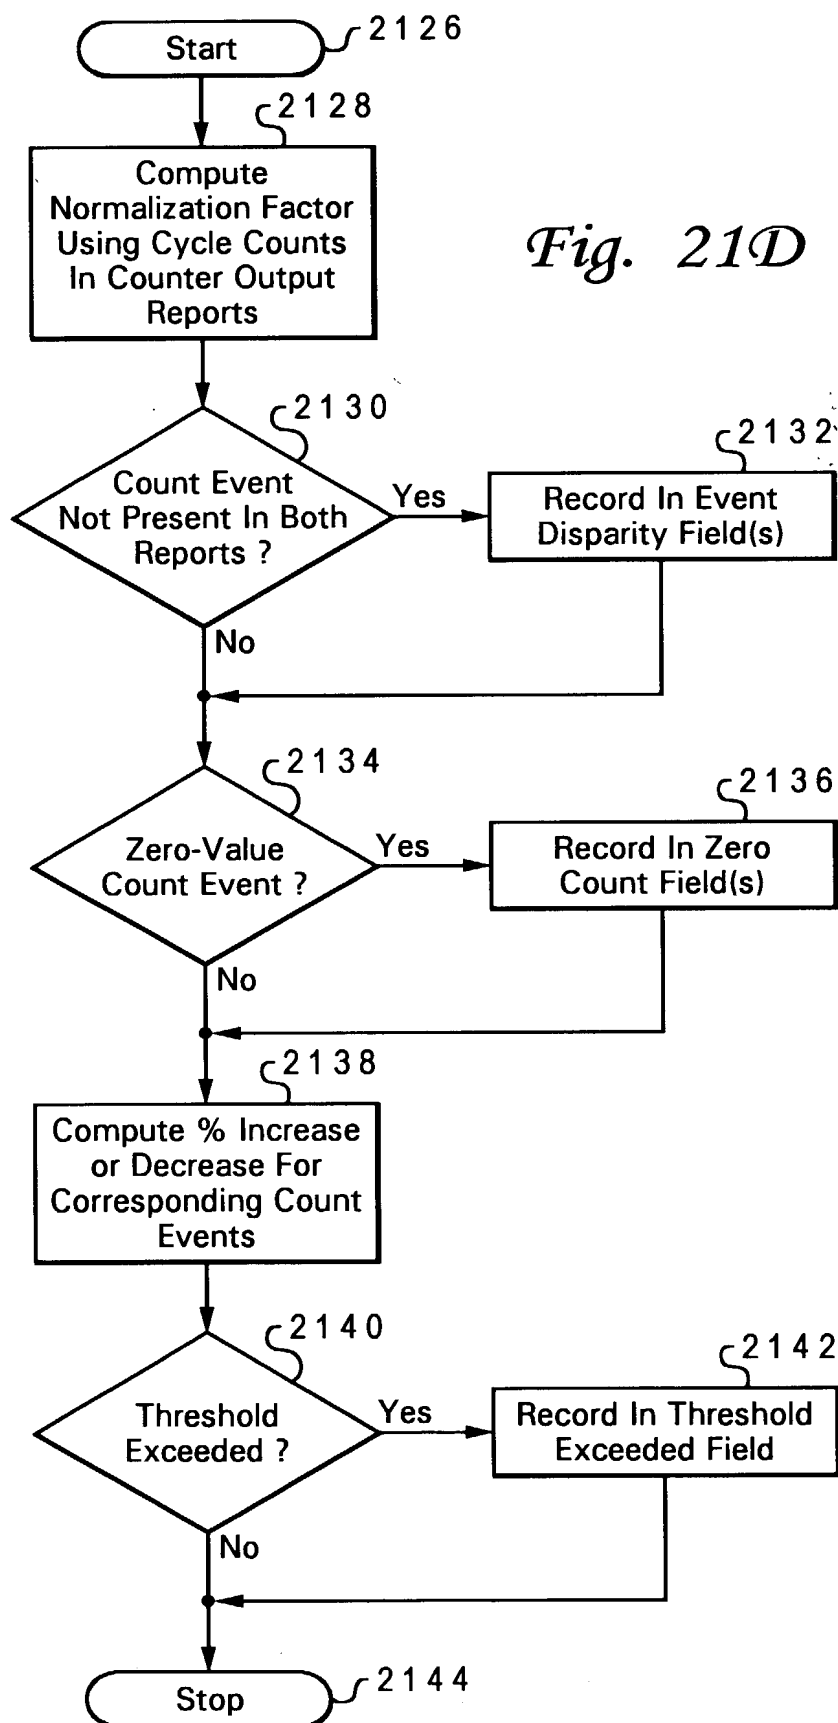 Start
2126
2128
Compute
Normalization Factor
Using Cycle Counts
In Counter Output
Reports
Fig. 21D
2130
Count Event
Not Present In Both
Reports ?
Yes
2132
Record In Event
Disparity Field(s)
No
2134
Zero-Value
Count Event ?
Yes
2136
Record In Zero
Count Field(s)
No
2138
Compute % Increase
or Decrease For
Corresponding Count
Events
2140
Threshold
Exceeded ?
Yes
2142
Record In Threshold
Exceeded Field
No
Stop
2144